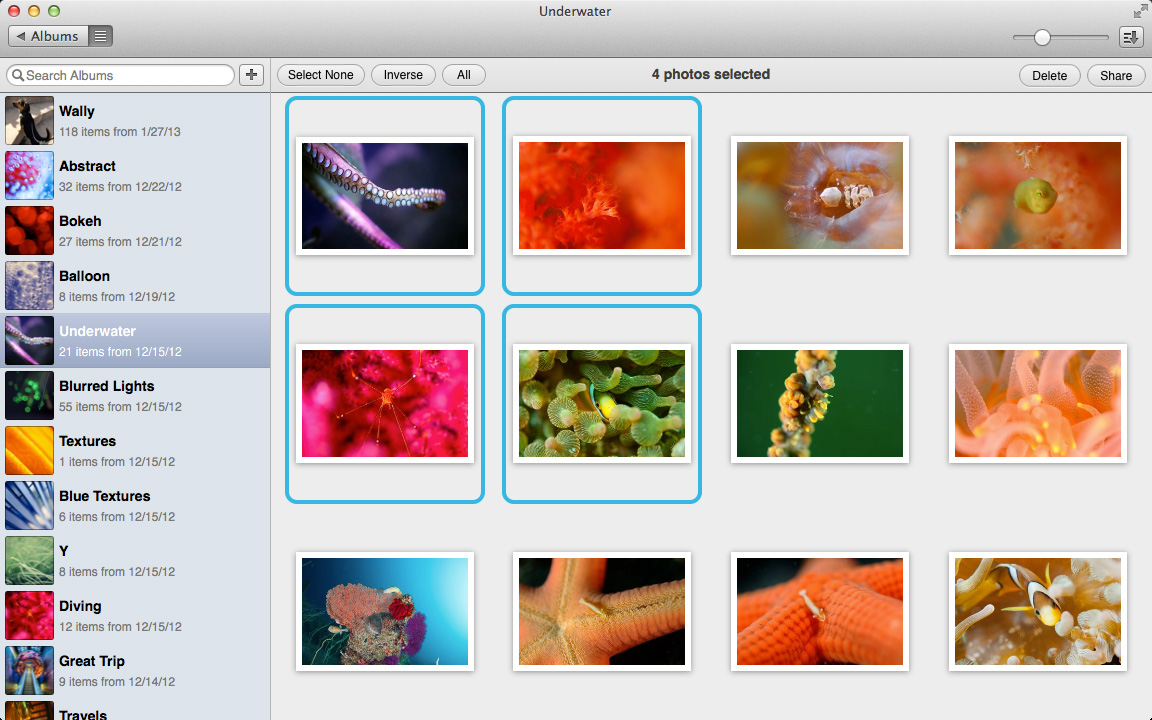 Underwater
Albums
Search Albums
Select None
Inverse
All
4 photos selected
Delete
Share
Wally
118 items from 1/27/13
Abstract
32 items from 12/22/12
Bokeh
27 items from 12/21/12
Balloon
8 items from 12/19/12
Underwater
21 items from 12/15/12
Blurred Lights
55 items from 12/15/12
Textures
1 items from 12/15/12
Blue Textures
6 items from 12/15/12
Y
8 items from 12/15/12
Diving
12 items from 12/15/12
Great Trip
9 items from 12/14/12
Travels